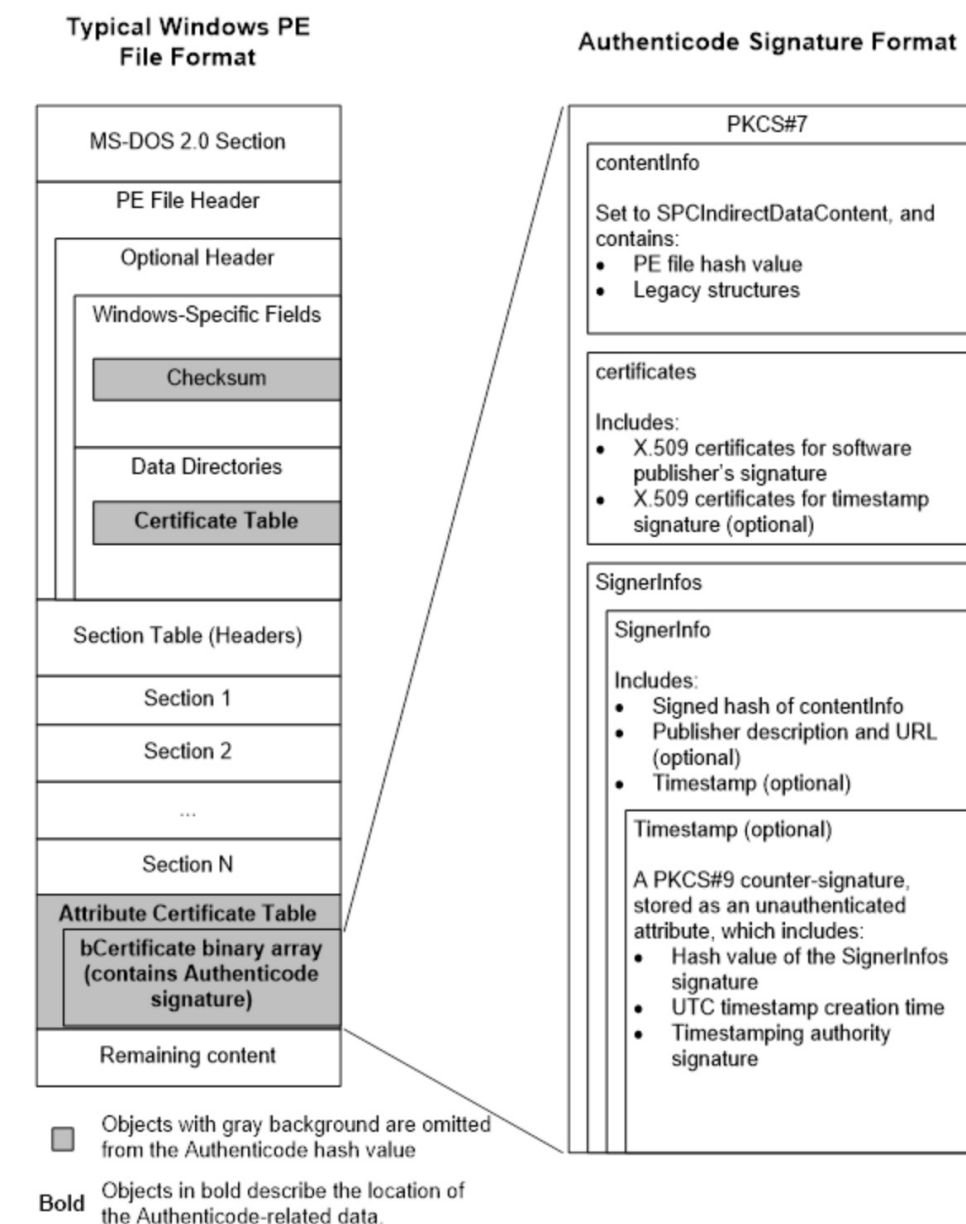 Typical Windows PE
File Format
MS-DOS 2.0 Section
PE File Header
Optional Header
Windows-Specific Fields
Checksum
Data Directories
Certificate Table
Section Table (Headers)
Section 1
Section 2
...
Section N
Attribute Certificate Table
bCertificate binary array
(contains Authenticode
signature)
Remaining content
Objects with gray background are omitted
from the Authenticode hash value
Bold Objects in bold describe the location of
the Authenticode-related data.
Authenticode Signature Format
PKCS#7
contentInfo
Set to SPCIndirectDataContent, and
contains:
• PE file hash value
• Legacy structures
certificates
Includes:
• X.509 certificates for software
publisher's signature
• X.509 certificates for timestamp
signature (optional)
SignerInfos
SignerInfo
Includes:
• Signed hash of contentInfo
• Publisher description and URL
(optional)
• Timestamp (optional)
Timestamp (optional)
A PKCS#9 counter-signature,
stored as an unauthenticated
attribute, which includes:
• Hash value of the SignerInfos
signature
• UTC timestamp creation time
• Timestamping authority
signature